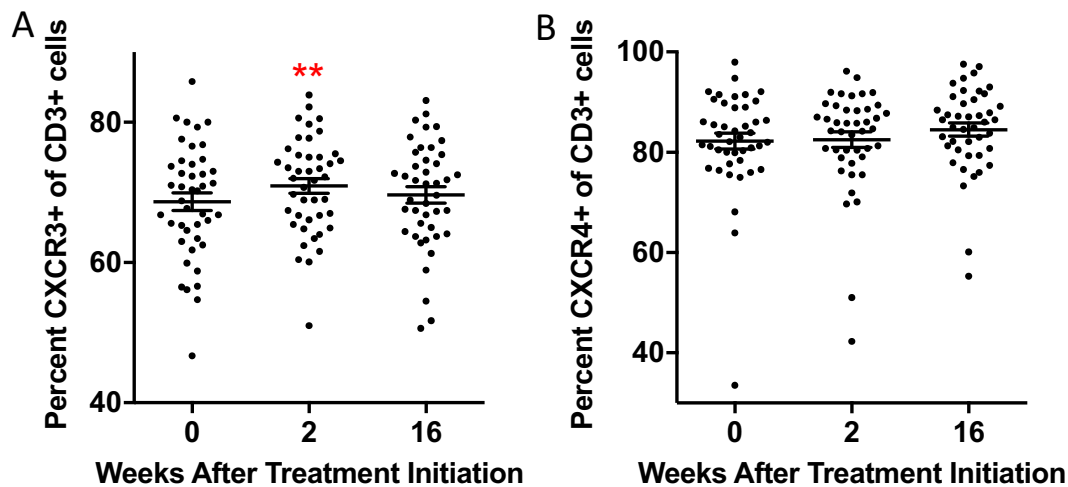 A
Percent CXCR3+ of CD3+ cells
80
60
40
**
0 2 16
Weeks After Treatment Initiation
B
Percent CXCR4+ of CD3+ cells
100
80
60
40
0 2 16
Weeks After Treatment Initiation